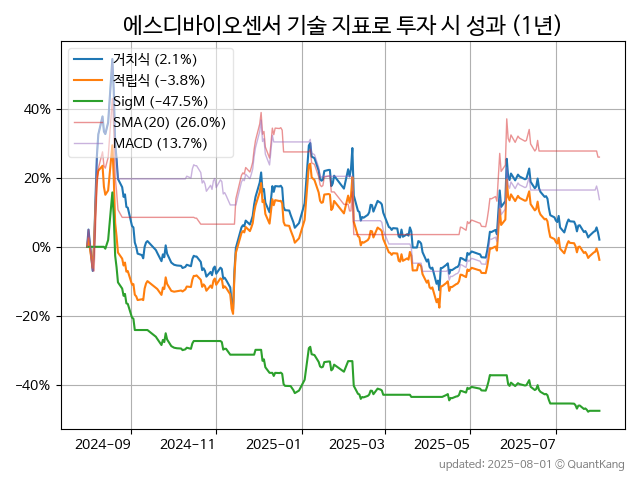 에스디바이오센서 기술 지표로 투자 시 성과 (1년)
거치식 (2.1%)
적립식 (−3.8%)
SigM (−47.5%)
SMA(20) (26.0%)
MACD (13.7%)
40%
20%
0%
−20%
−40%
2024-09 2024-11 2025-01 2025-03 2025-05 2025-07
updated: 2025-08-01 © QuantKang